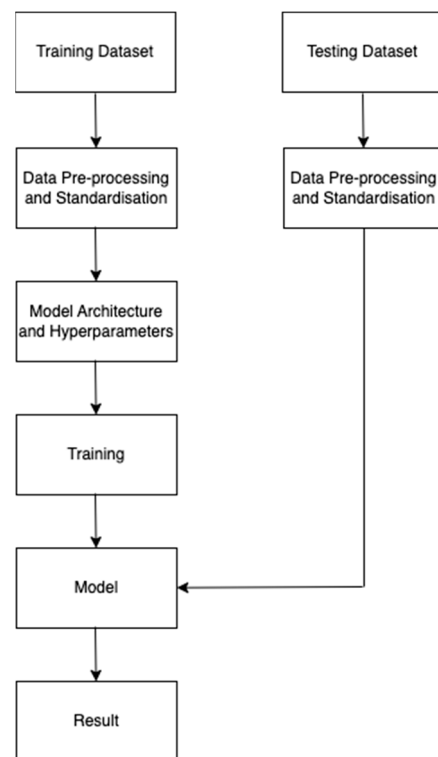 Training Dataset
Testing Dataset
Data Pre-processing
and Standardisation
Data Pre-processing
and Standardisation
Model Architecture
and Hyperparameters
Training
Model
Result